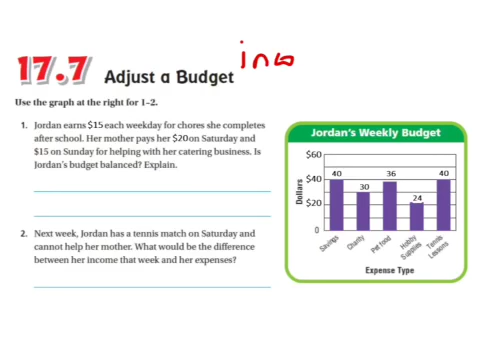 17.7 Adjust a Budget
Use the graph at the right for 1–2.
1. Jordan earns $15 each weekday for chores she completes
after school. Her mother pays her $20 on Saturday and
$15 on Sunday for helping with her catering business. Is
Jordan's budget balanced? Explain.
2. Next week, Jordan has a tennis match on Saturday and
cannot help her mother. What would be the difference
between her income that week and her expenses?
Jordan's Weekly Budget
Dollars
$60
$40
$20
0
40
30
36
24
40
Savings
Charity
Pet food
Hobby
Supplies
Tennis
Lessons
Expense Type